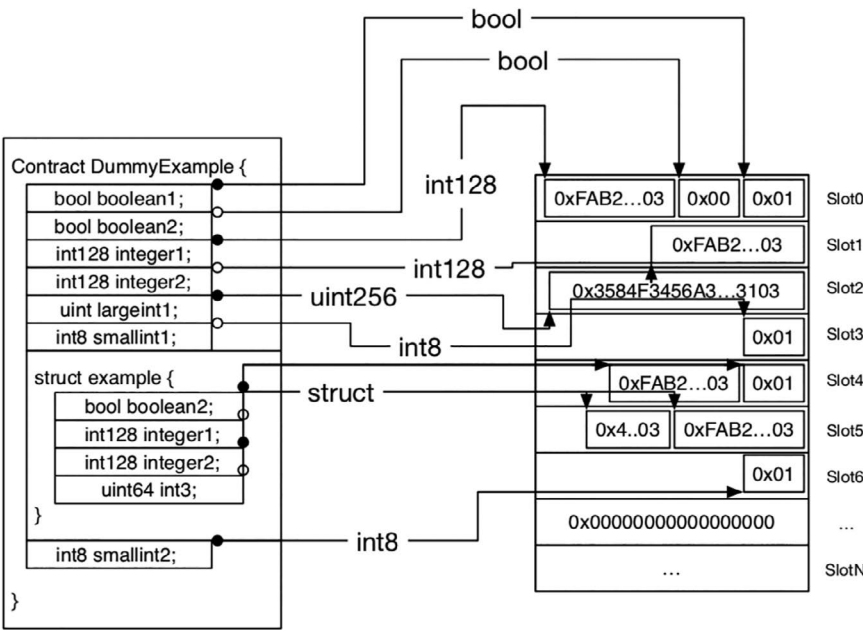 bool
bool
int128
int128
uint256
int8
struct
int8
Contract DummyExample {
bool boolean1;
bool boolean2;
int128 integer1;
int128 integer2;
uint largeint1;
int8 smallint1;
struct example {
bool boolean2;
int128 integer1;
int128 integer2;
uint64 int3;
}
int8 smallint2;
}
0xFAB2...03 0x00 0x01 Slot0
0xFAB2...03 Slot1
0x3584F3456A3...3103 Slot2
0x01 Slot3
0xFAB2...03 0x01 Slot4
0x4..03 0xFAB2...03 Slot5
0x01 Slot6
0x00000000000000000 ...
... SlotN